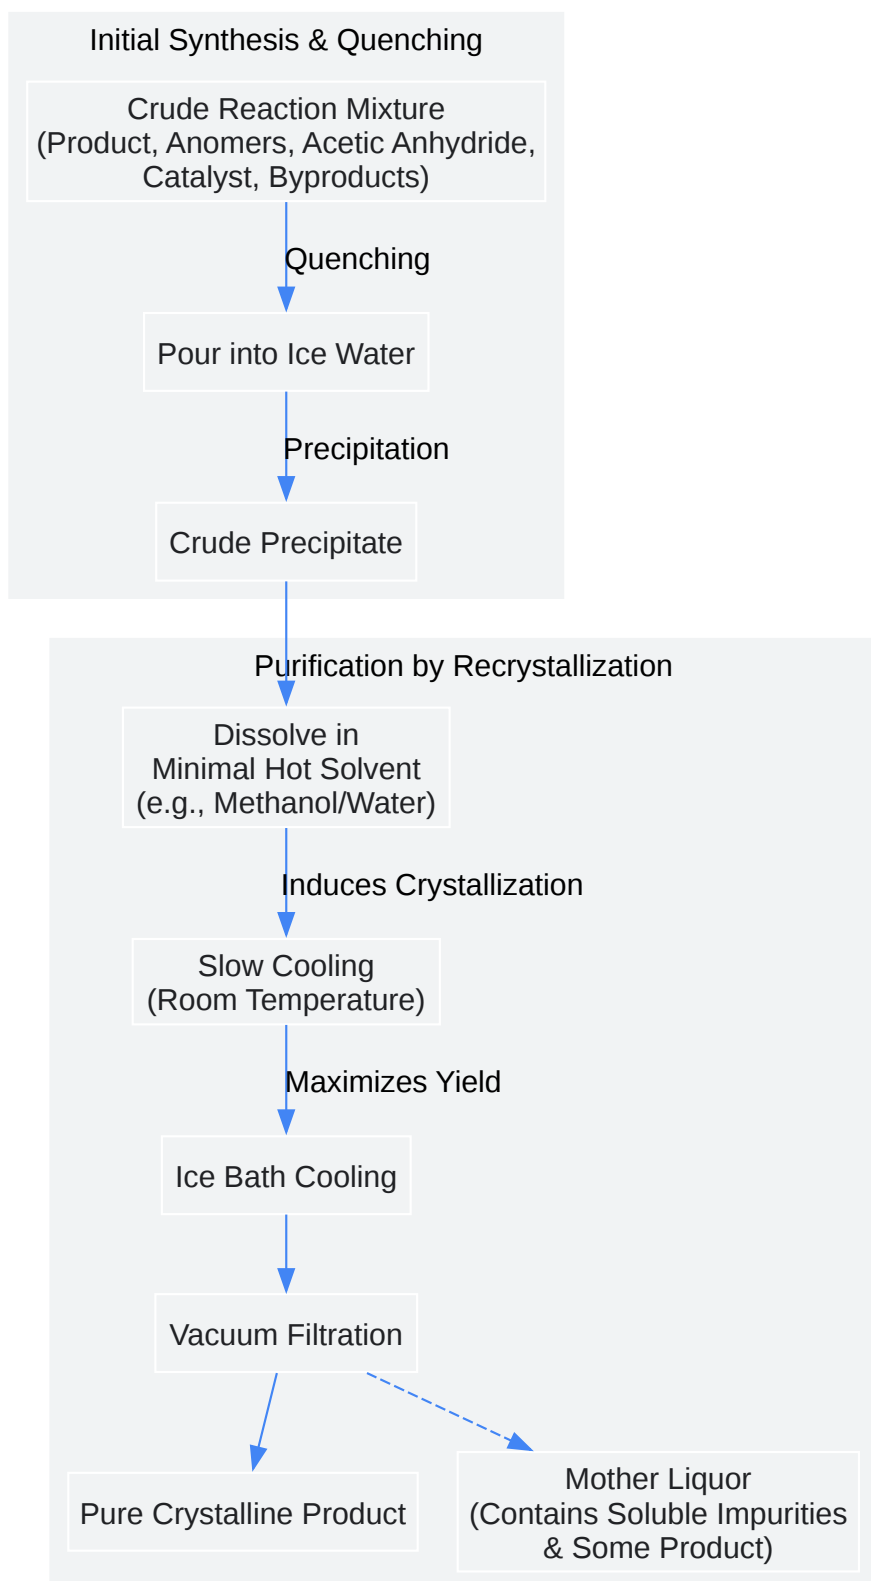 Initial Synthesis & Quenching
Crude Reaction Mixture
(Product, Anomers, Acetic Anhydride,
Catalyst, Byproducts)
Quenching
Pour into Ice Water
Precipitation
Crude Precipitate
Purification by Recrystallization
Dissolve in
Minimal Hot Solvent
(e.g., Methanol/Water)
Induces Crystallization
Slow Cooling
(Room Temperature)
Maximizes Yield
Ice Bath Cooling
Vacuum Filtration
Pure Crystalline Product
Mother Liquor
(Contains Soluble Impurities
& Some Product)